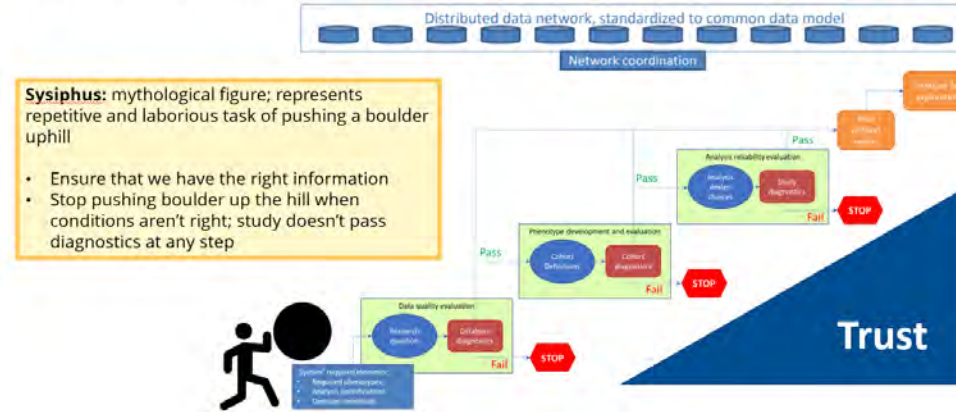 Distributed data network, standardized to common data model
Network coordination
Sysiphus: mythological figure; represents
repetitive and laborious task of pushing a boulder
uphill
• Ensure that we have the right information
• Stop pushing boulder up the hill when
conditions aren't right; study doesn't pass
diagnostics at any step
Pass
Analysis reliability evaluation
Analysis
design
choices
Study
diagnostics
Fail
STOP
Pass
Phenotype development and evaluation
Cohort
Definitions
Cohort
diagnostics
Fail
STOP
Pass
Data quality evaluation
Research
question
Database
diagnostics
Fail
STOP
Trust